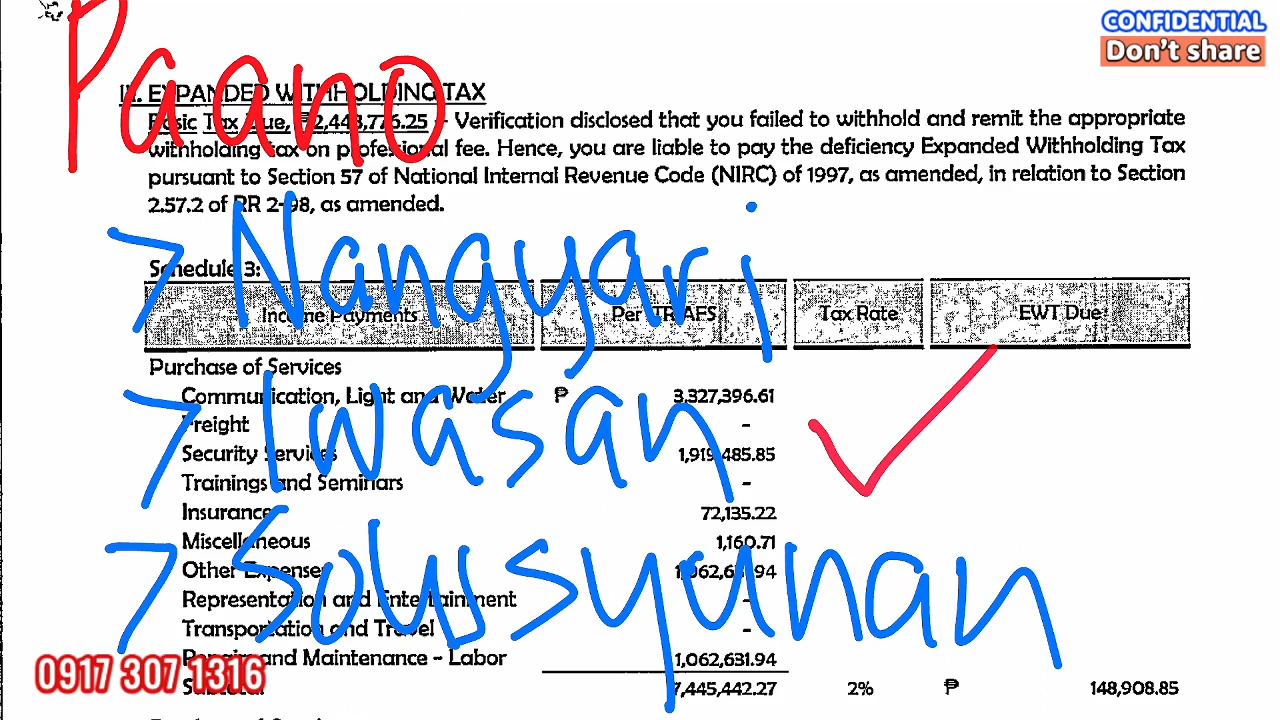 CONFIDENTIAL
Don't share
Paano
III. EXPANDED WITHHOLDING TAX
Basic Tax Due, ₱2,443,776.25 - Verification disclosed that you failed to withhold and remit the appropriate
withholding tax on professional fee. Hence, you are liable to pay the deficiency Expanded Withholding Tax
pursuant to Section 57 of National Internal Revenue Code (NIRC) of 1997, as amended, in relation to Section
2.57.2 of RR 2-98, as amended.
> Nangyari
Schedule 3:
Income Payments Per ITR/AFS Tax Rate EWT Due
Purchase of Services
Communication, Light and Water ₱ 3,327,396.61
> Iwasan
Freight -
Security Services 1,919,485.85
Trainings and Seminars -
Insurance 72,135.22
Miscellaneous 1,160.71
> Solusyunan
Other Expenses 1,062,631.94
Representation and Entertainment -
Transportation and Travel -
Repairs and Maintenance - Labor 1,062,631.94
0917 307 1316
Subtotal 7,445,442.27 2% ₱ 148,908.85